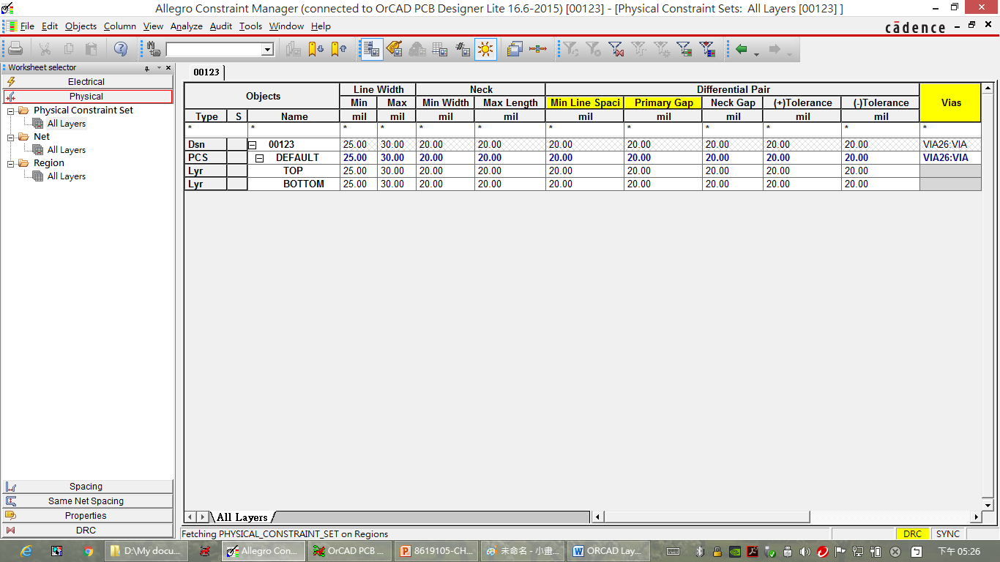 Allegro Constraint Manager (connected to OrCAD PCB Designer Lite 16.6-2015) [00123] - [Physical Constraint Sets: All Layers [00123] ]
File Edit Objects Column View Analyze Audit Tools Window Help
cādence
Worksheet selector
Electrical
Physical
Physical Constraint Set
All Layers
Net
All Layers
Region
All Layers
Spacing
Same Net Spacing
Properties
DRC
00123
Objects Line Width Neck Differential Pair Vias
Min Max Min Width Max Length Min Line Spaci Primary Gap Neck Gap (+)Tolerance (-)Tolerance
Type S Name mil mil mil mil mil mil mil mil mil
* * * * * * * * * * * *
Dsn 00123 25.00 30.00 20.00 20.00 20.00 20.00 20.00 20.00 20.00 VIA26:VIA
PCS DEFAULT 25.00 30.00 20.00 20.00 20.00 20.00 20.00 20.00 20.00 VIA26:VIA
Lyr TOP 25.00 30.00 20.00 20.00 20.00 20.00 20.00 20.00 20.00
Lyr BOTTOM 25.00 30.00 20.00 20.00 20.00 20.00 20.00 20.00 20.00
All Layers
Fetching PHYSICAL_CONSTRAINT_SET on Regions DRC SYNC
D:\My docu... Allegro Con... OrCAD PCB ... 8619105-CH... 未命名 - 小畫... ORCAD Lay... 下午 05:26